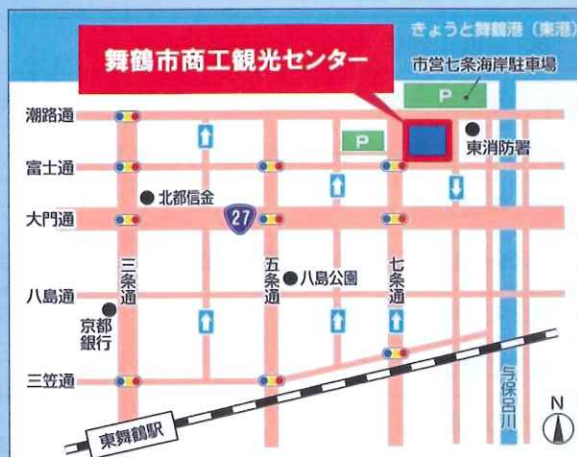 きょうと舞鶴港（東港）
舞鶴市商工観光センター
市営七条海岸駐車場
P
潮路通
P
東消防署
富士通
北都信金
大門通
27
三条通
五条通
八島公園
七条通
八島通
京都
銀行
三笠通
与保呂川
東舞鶴駅
N